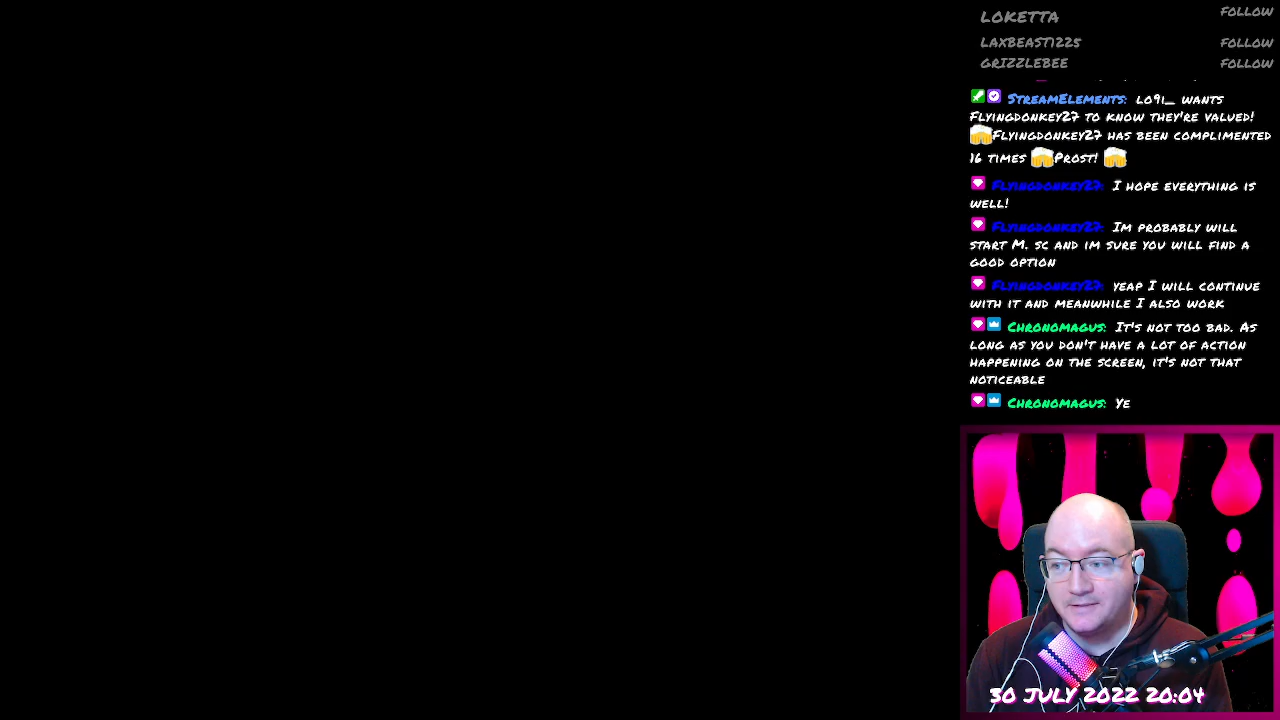 LOKETTA FOLLOW
LAXBEAST1225 FOLLOW
GRIZZLEBEE FOLLOW
StreamElements: lo9i_ wants
Flyingdonkey27 to know they're valued!
Flyingdonkey27 has been complimented
16 times Prost!
Flyingdonkey27: I hope everything is
well!
Flyingdonkey27: Im probably will
start M. sc and im sure you will find a
good option
Flyingdonkey27: yeap I will continue
with it and meanwhile I also work
Chronomagus: It's not too bad. As
long as you don't have a lot of action
happening on the screen, it's not that
noticeable
Chronomagus: Ye
30 JULY 2022 20:04